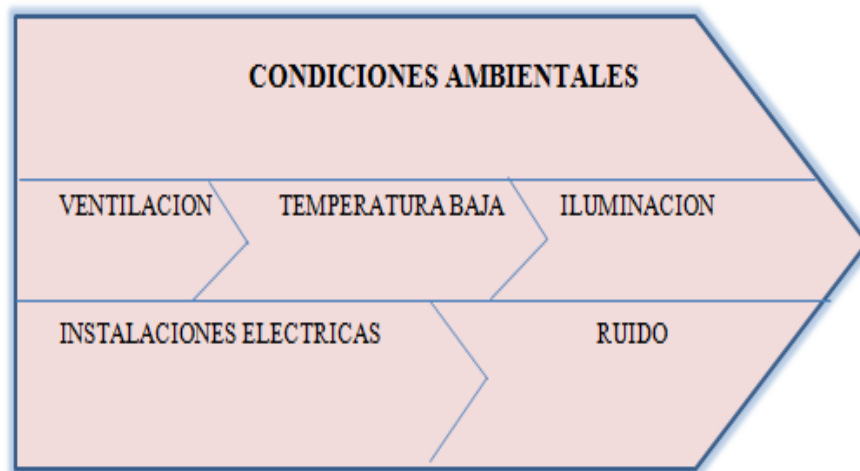 CONDICIONES AMBIENTALES
VENTILACION TEMPERATURA BAJA ILUMINACION
INSTALACIONES ELECTRICAS RUIDO